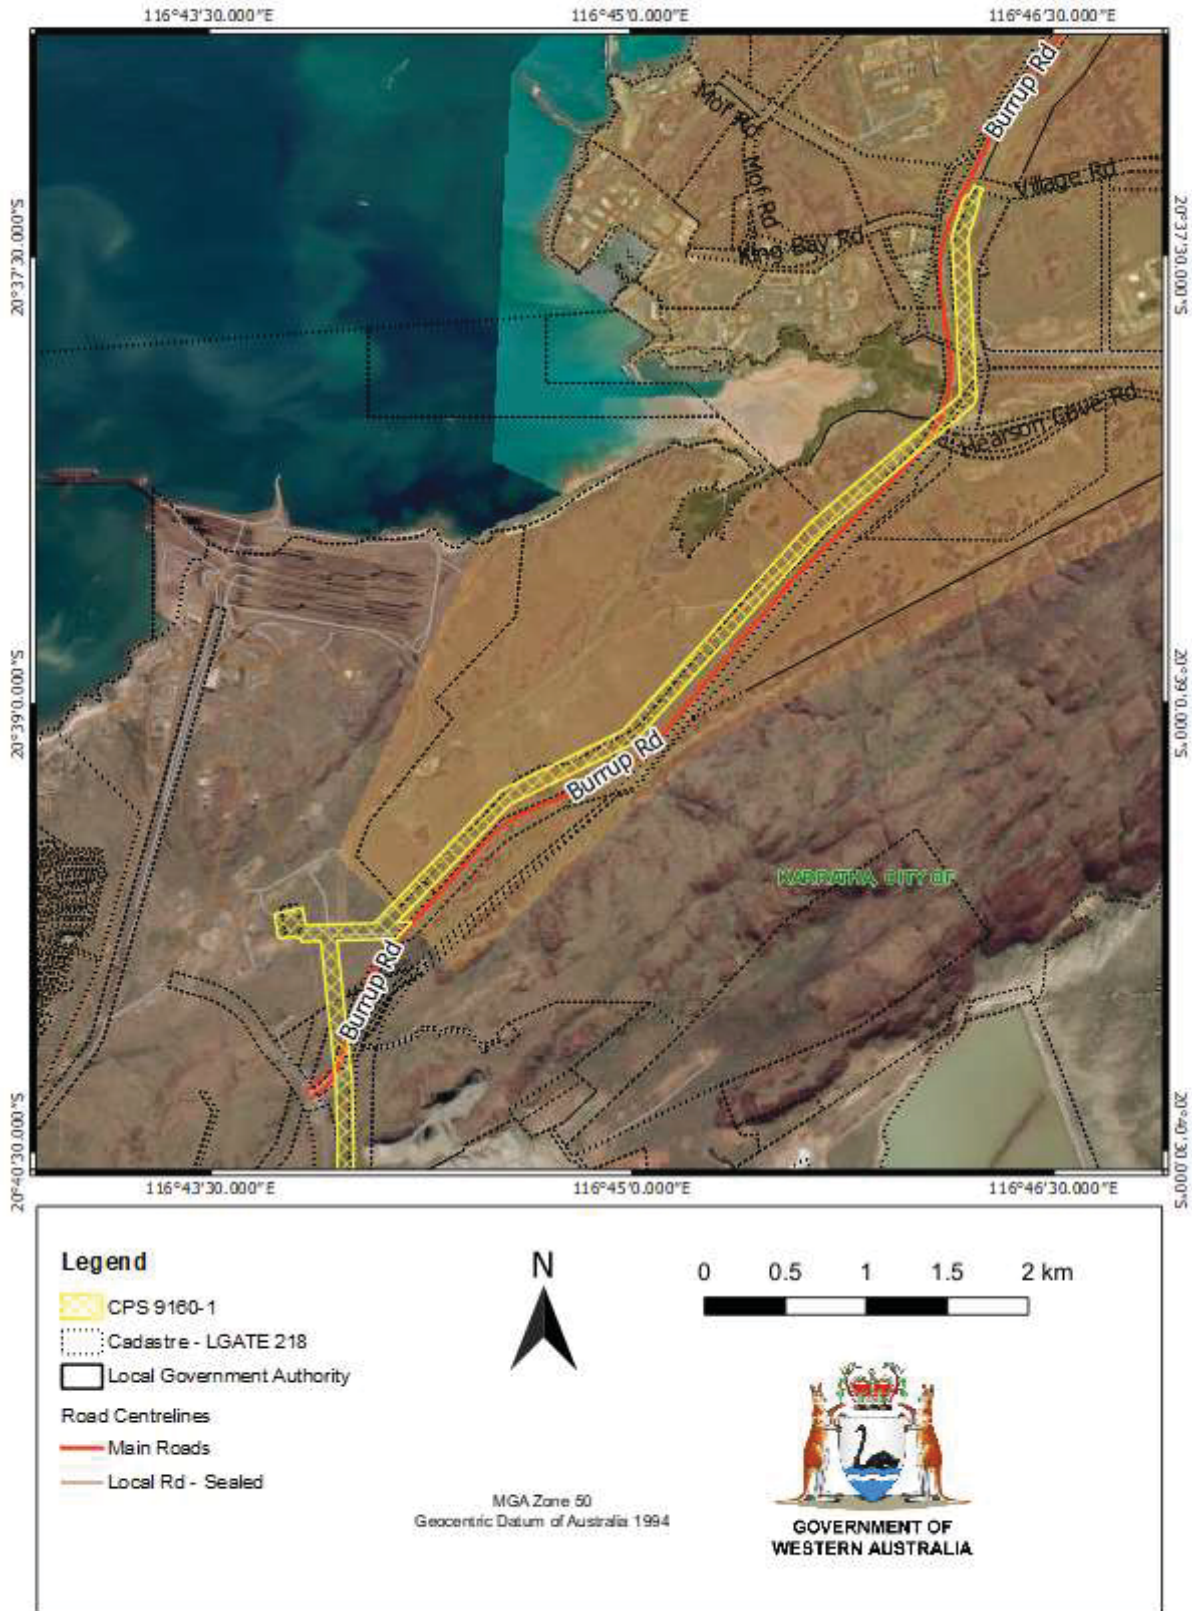 116°43'30.000"E 116°45'0.000"E 116°46'30.000"E
Burrup Rd
Mof Rd
Mof Rd
Village Rd
King Bay Rd
20°37'30.000"S
20°37'30.000"S
Hearson Cove Rd
20°39'0.000"S
20°39'0.000"S
Burrup Rd
KARRATHA, CITY OF
Burrup Rd
20°40'30.000"S
20°40'30.000"S
116°43'30.000"E 116°45'0.000"E 116°46'30.000"E
Legend
CPS 9160-1
Cadastre - LGATE 218
Local Government Authority
Road Centrelines
Main Roads
Local Rd - Sealed
N
0 0.5 1 1.5 2 km
MGA Zone 50
Geocentric Datum of Australia 1994
GOVERNMENT OF
WESTERN AUSTRALIA